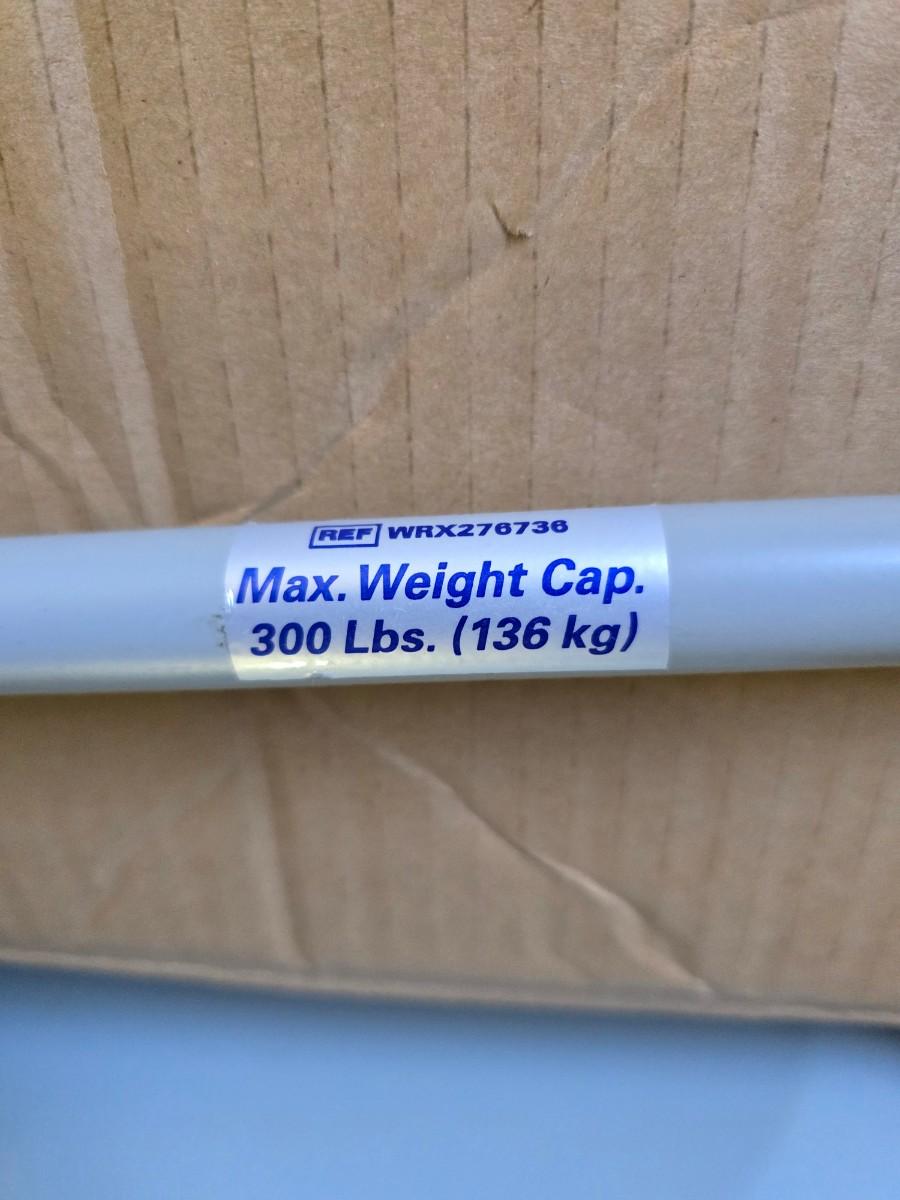 REF WRX276736
Max. Weight Cap.
300 Lbs. (136 kg)